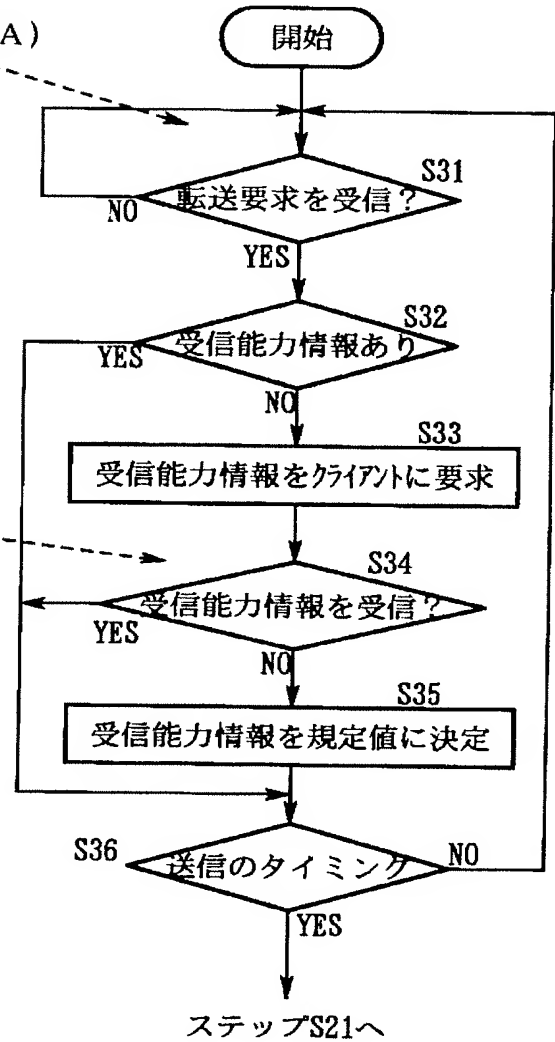 A)
開始
S31
転送要求を受信?
NO
YES
S32
受信能力情報あり
YES
NO
S33
受信能力情報をクライアントに要求
S34
受信能力情報を受信?
YES
NO
S35
受信能力情報を規定値に決定
S36
送信のタイミング
NO
YES
ステップS21へ